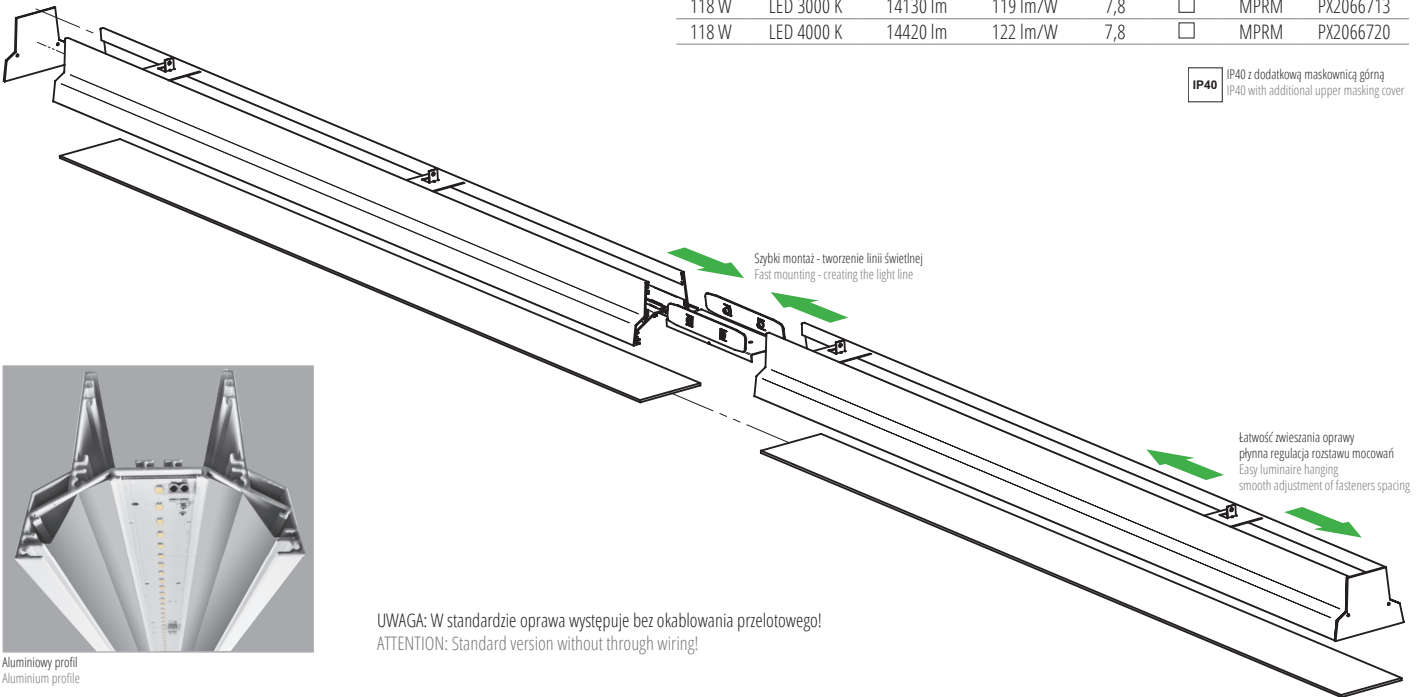 118 W LED 3000 K 14130 lm 119 lm/W 7,8 MPRM PX2066713
118 W LED 4000 K 14420 lm 122 lm/W 7,8 MPRM PX2066720
IP40 IP40 z dodatkową maskownicą górną
IP40 with additional upper masking cover
Szybki montaż - tworzenie linii świetlnej
Fast mounting - creating the light line
Łatwość zwieszania oprawy
płynna regulacja rozstawu mocowań
Easy luminaire hanging
smooth adjustment of fasteners spacing
UWAGA: W standardzie oprawa występuje bez okablowania przelotowego!
ATTENTION: Standard version without through wiring!
Aluminiowy profil
Aluminium profile